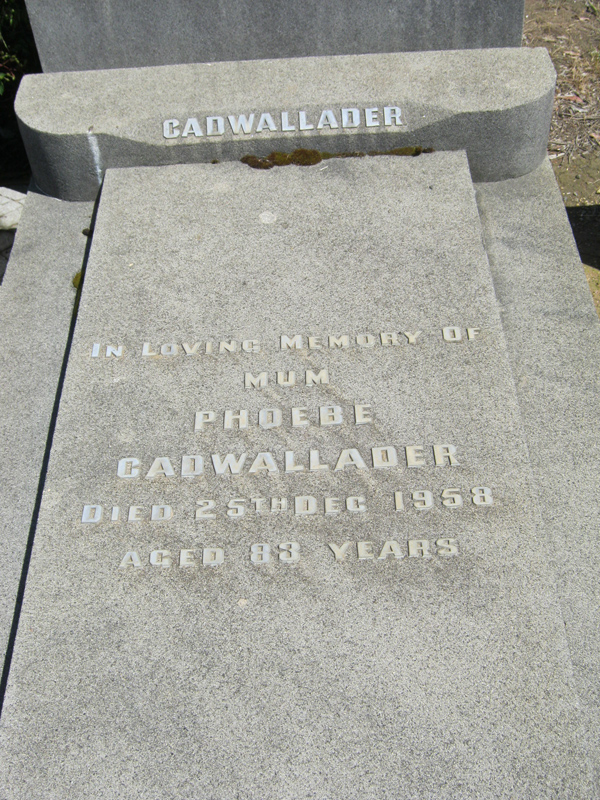 CADWALLADER
IN LOVING MEMORY OF
MUM
PHOEBE
CADWALLADER
DIED 25TH DEC 1958
AGED 83 YEARS